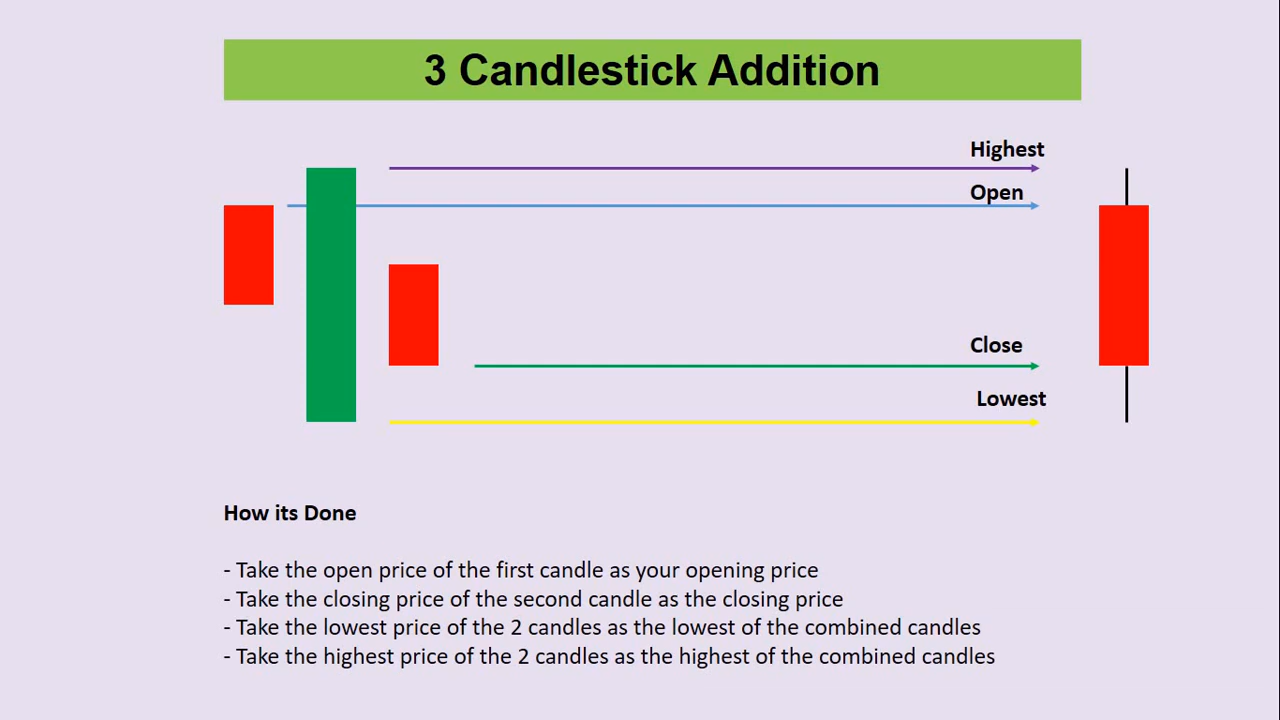 3 Candlestick Addition
Highest
Open
Close
Lowest
How its Done
- Take the open price of the first candle as your opening price
- Take the closing price of the second candle as the closing price
- Take the lowest price of the 2 candles as the lowest of the combined candles
- Take the highest price of the 2 candles as the highest of the combined candles